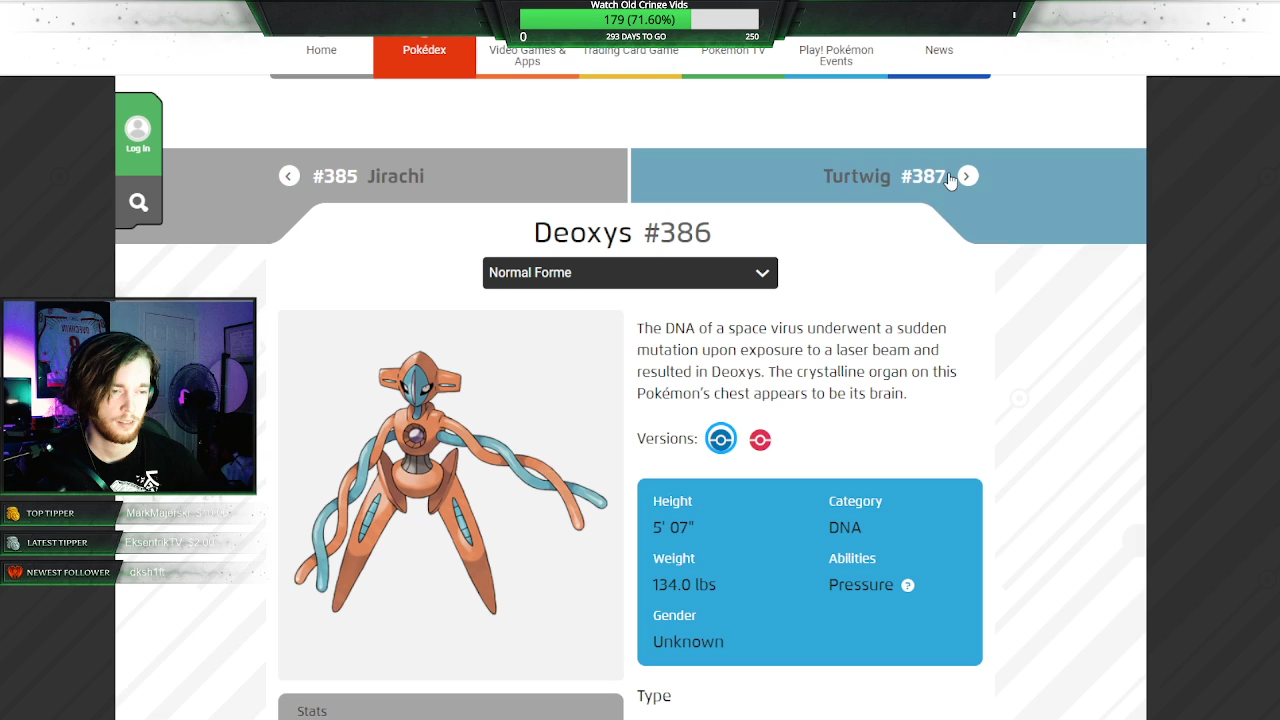 Watch Old Cringe Vids
179 (71.60%)
0 293 DAYS TO GO 250
Home
Pokédex
Video Games & Apps
Trading Card Game
Pokémon TV
Play! Pokémon Events
News
Log In
#385 Jirachi
Turtwig #387
Deoxys #386
Normal Forme
The DNA of a space virus underwent a sudden
mutation upon exposure to a laser beam and
resulted in Deoxys. The crystalline organ on this
Pokémon's chest appears to be its brain.
Versions:
Height
5' 07"
Category
DNA
Weight
134.0 lbs
Abilities
Pressure ?
Gender
Unknown
Type
Stats
TOP TIPPER MarkMajerski
LATEST TIPPER EksentrikTV $2.00
NEWEST FOLLOWER dksh1ft